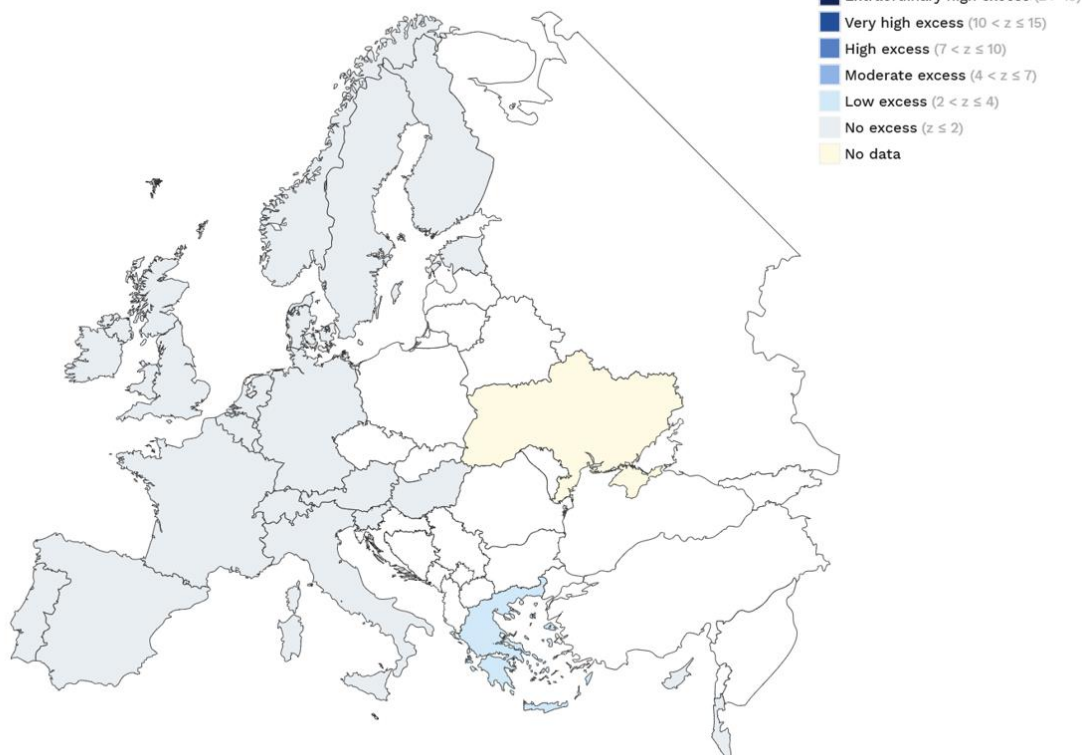 Very high excess (10 < z ≤ 15)
High excess (7 < z ≤ 10)
Moderate excess (4 < z ≤ 7)
Low excess (2 < z ≤ 4)
No excess (z ≤ 2)
No data